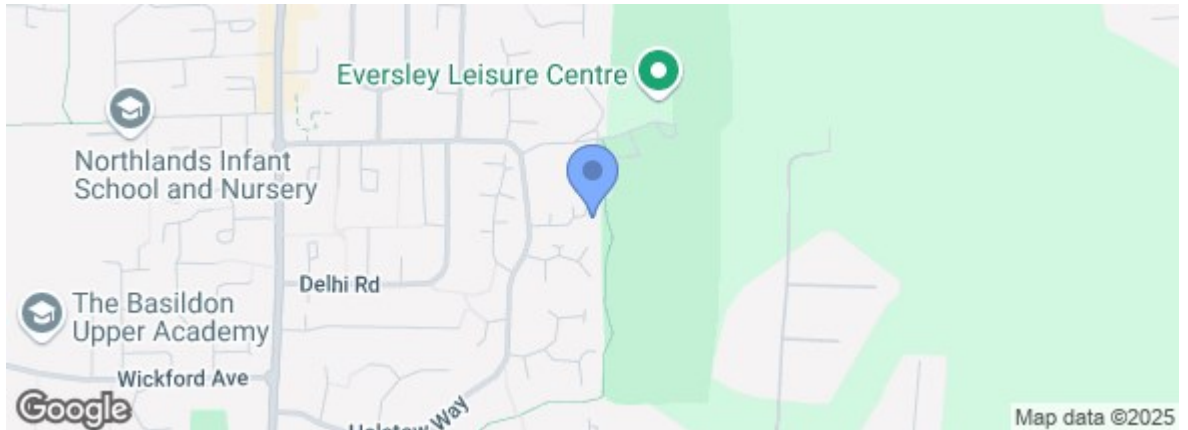 Eversley Leisure Centre
Northlands Infant
School and Nursery
Delhi Rd
The Basildon
Upper Academy
Wickford Ave
Way
Google
Map data ©2025